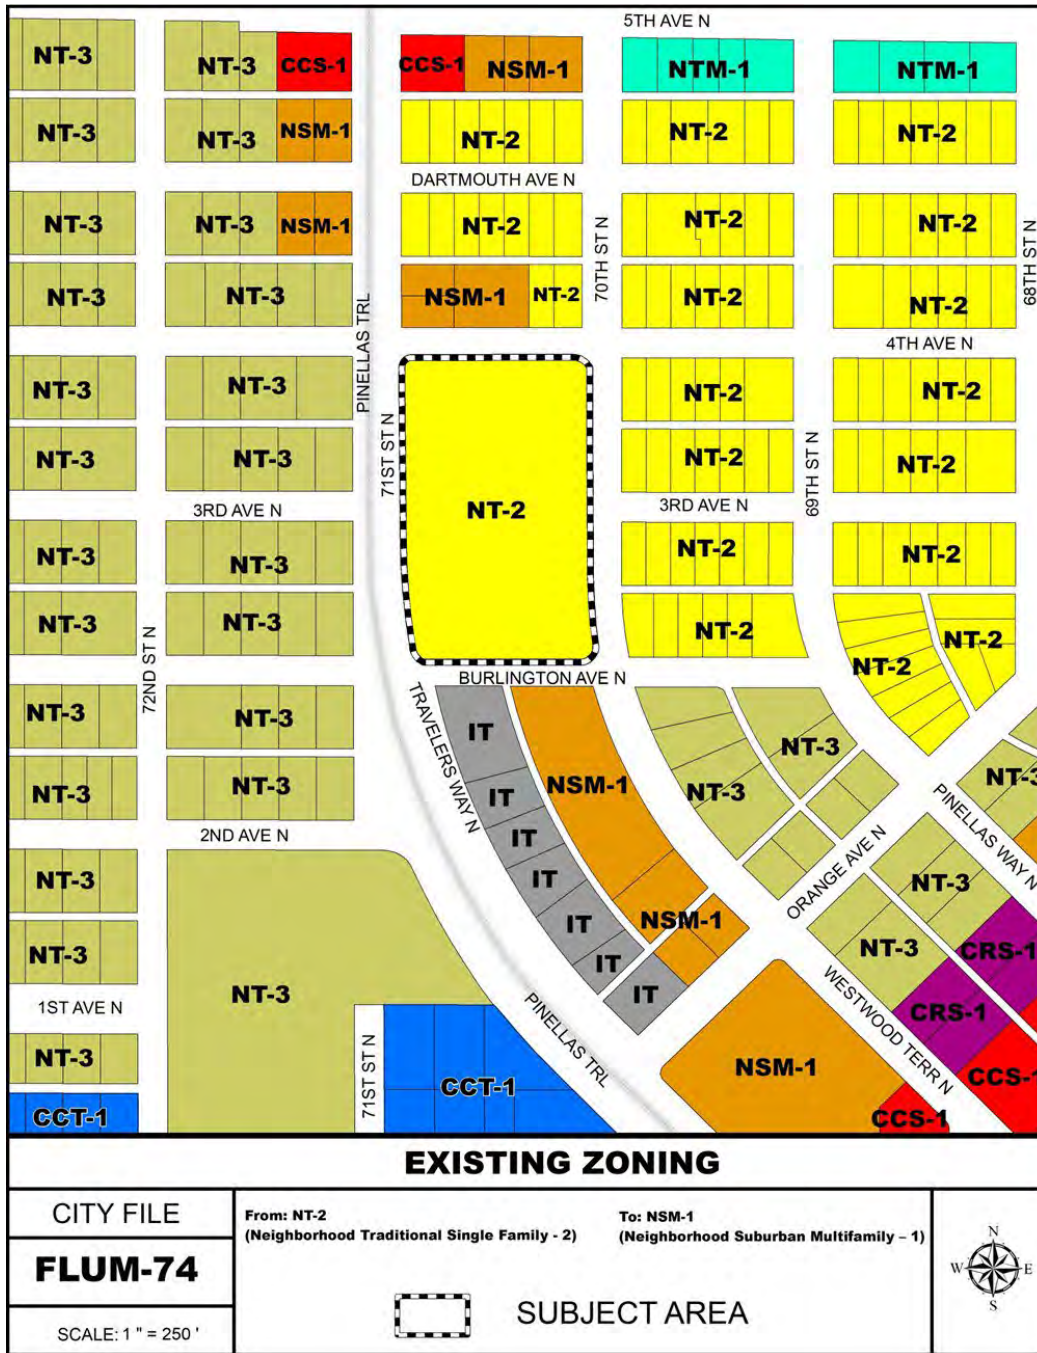 5TH AVE N
NT-3
NT-3
CCS-1
CCS-1
NSM-1
NTM-1
NTM-1
NT-3
NT-3
NSM-1
NT-2
NT-2
NT-2
DARTMOUTH AVE N
NT-3
NT-3
NSM-1
NT-2
NT-2
NT-2
70TH ST N
68TH ST N
NT-3
NT-3
NSM-1
NT-2
NT-2
NT-2
PINELLAS TRL
4TH AVE N
NT-3
NT-3
NT-2
NT-2
71ST ST N
69TH ST N
NT-3
NT-3
NT-2
NT-2
3RD AVE N
NT-2
3RD AVE N
NT-3
NT-3
NT-2
NT-2
NT-3
NT-3
NT-2
NT-2
NT-2
72ND ST N
BURLINGTON AVE N
NT-3
NT-3
TRAVELERS WAY N
IT
NT-3
NT-3
NT-3
NT-3
IT
NSM-1
NT-3
PINELLAS WAY N
2ND AVE N
IT
ORANGE AVE N
NT-3
IT
NT-3
IT
NSM-1
NT-3
NT-3
IT
CRS-1
1ST AVE N
NT-3
IT
WESTWOOD TERR N
CRS-1
PINELLAS TRL
NT-3
71ST ST N
CCT-1
NSM-1
CCS-1
CCT-1
CCS-1
EXISTING ZONING
CITY FILE
FLUM-74
SCALE: 1 " = 250 '
From: NT-2
(Neighborhood Traditional Single Family - 2)
To: NSM-1
(Neighborhood Suburban Multifamily – 1)
SUBJECT AREA
N
W
E
S